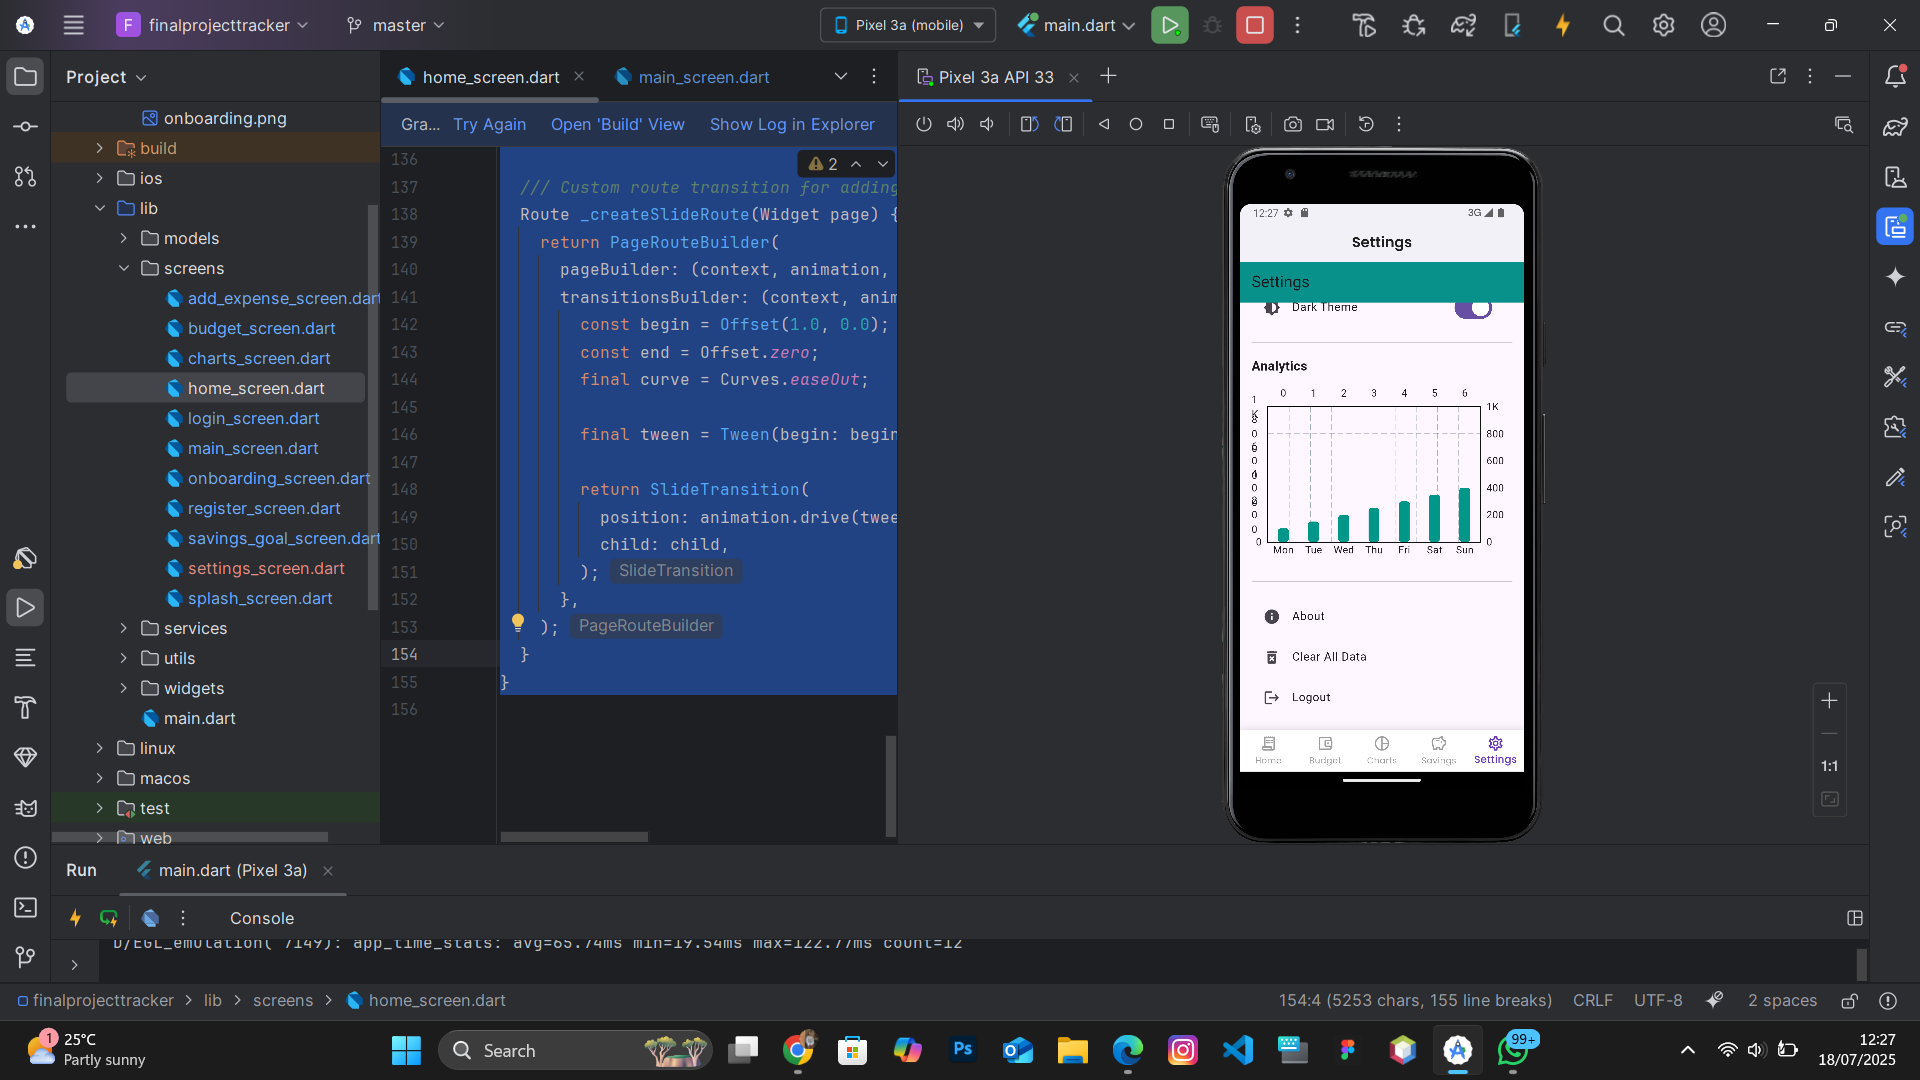 F finalprojecttracker
master
Pixel 3a (mobile)
main.dart
Project
home_screen.dart
main_screen.dart
Pixel 3a API 33
Gra... Try Again Open 'Build' View Show Log in Explorer
onboarding.png
build
ios
lib
models
screens
add_expense_screen.dart
budget_screen.dart
charts_screen.dart
home_screen.dart
login_screen.dart
main_screen.dart
onboarding_screen.dart
register_screen.dart
savings_goal_screen.dart
settings_screen.dart
splash_screen.dart
services
utils
widgets
main.dart
linux
macos
test
web
2
136
137 /// Custom route transition for adding
138 Route _createSlideRoute(Widget page) {
139 return PageRouteBuilder(
140 pageBuilder: (context, animation,
141 transitionsBuilder: (context, anim
142 const begin = Offset(1.0, 0.0);
143 const end = Offset.zero;
144 final curve = Curves.easeOut;
145
146 final tween = Tween(begin: begin
147
148 return SlideTransition(
149 position: animation.drive(twee
150 child: child,
151 ); SlideTransition
152 },
153 ); PageRouteBuilder
154 }
155 }
156
12:27 3G
Settings
Settings
Dark Theme
Analytics
0 1 2 3 4 5 6
1K
800
600
400
200
0
0
Mon Tue Wed Thu Fri Sat Sun
About
Clear All Data
Logout
Home Budget Charts Savings Settings
1:1
Run main.dart (Pixel 3a)
Console
D/EGL_emulation( 7149): app_time_stats: avg=65.74ms min=19.54ms max=122.77ms count=12
finalprojecttracker > lib > screens > home_screen.dart
154:4 (5253 chars, 155 line breaks) CRLF UTF-8 2 spaces
1
25°C
Partly sunny
Search
Ps
99+
12:27
18/07/2025